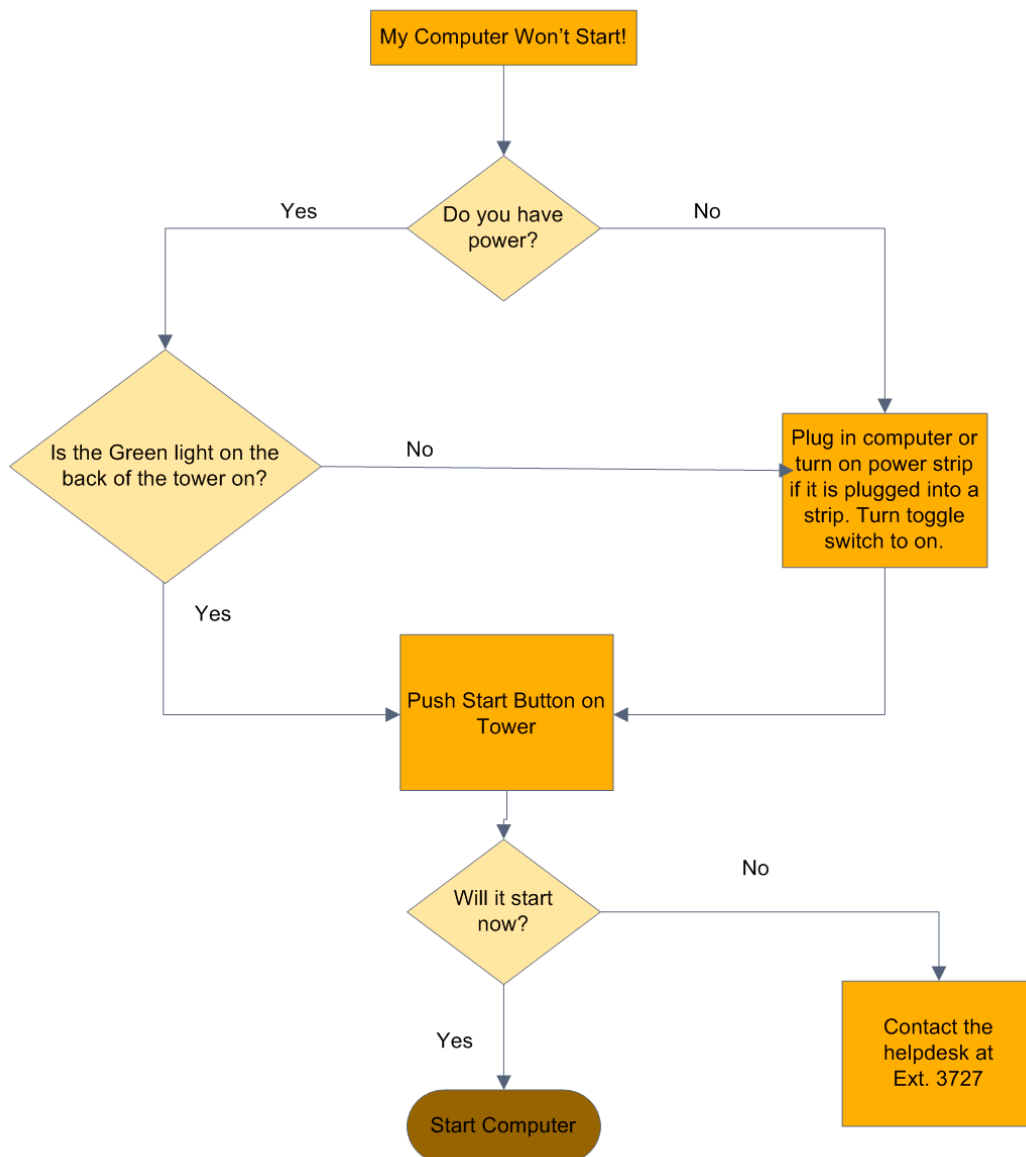 My Computer Won't Start!
Yes
No
Do you have
power?
Is the Green light on the
back of the tower on?
No
Plug in computer or
turn on power strip
if it is plugged into a
strip. Turn toggle
switch to on.
Yes
Push Start Button on
Tower
Will it start
now?
No
Yes
Contact the
helpdesk at
Ext. 3727
Start Computer